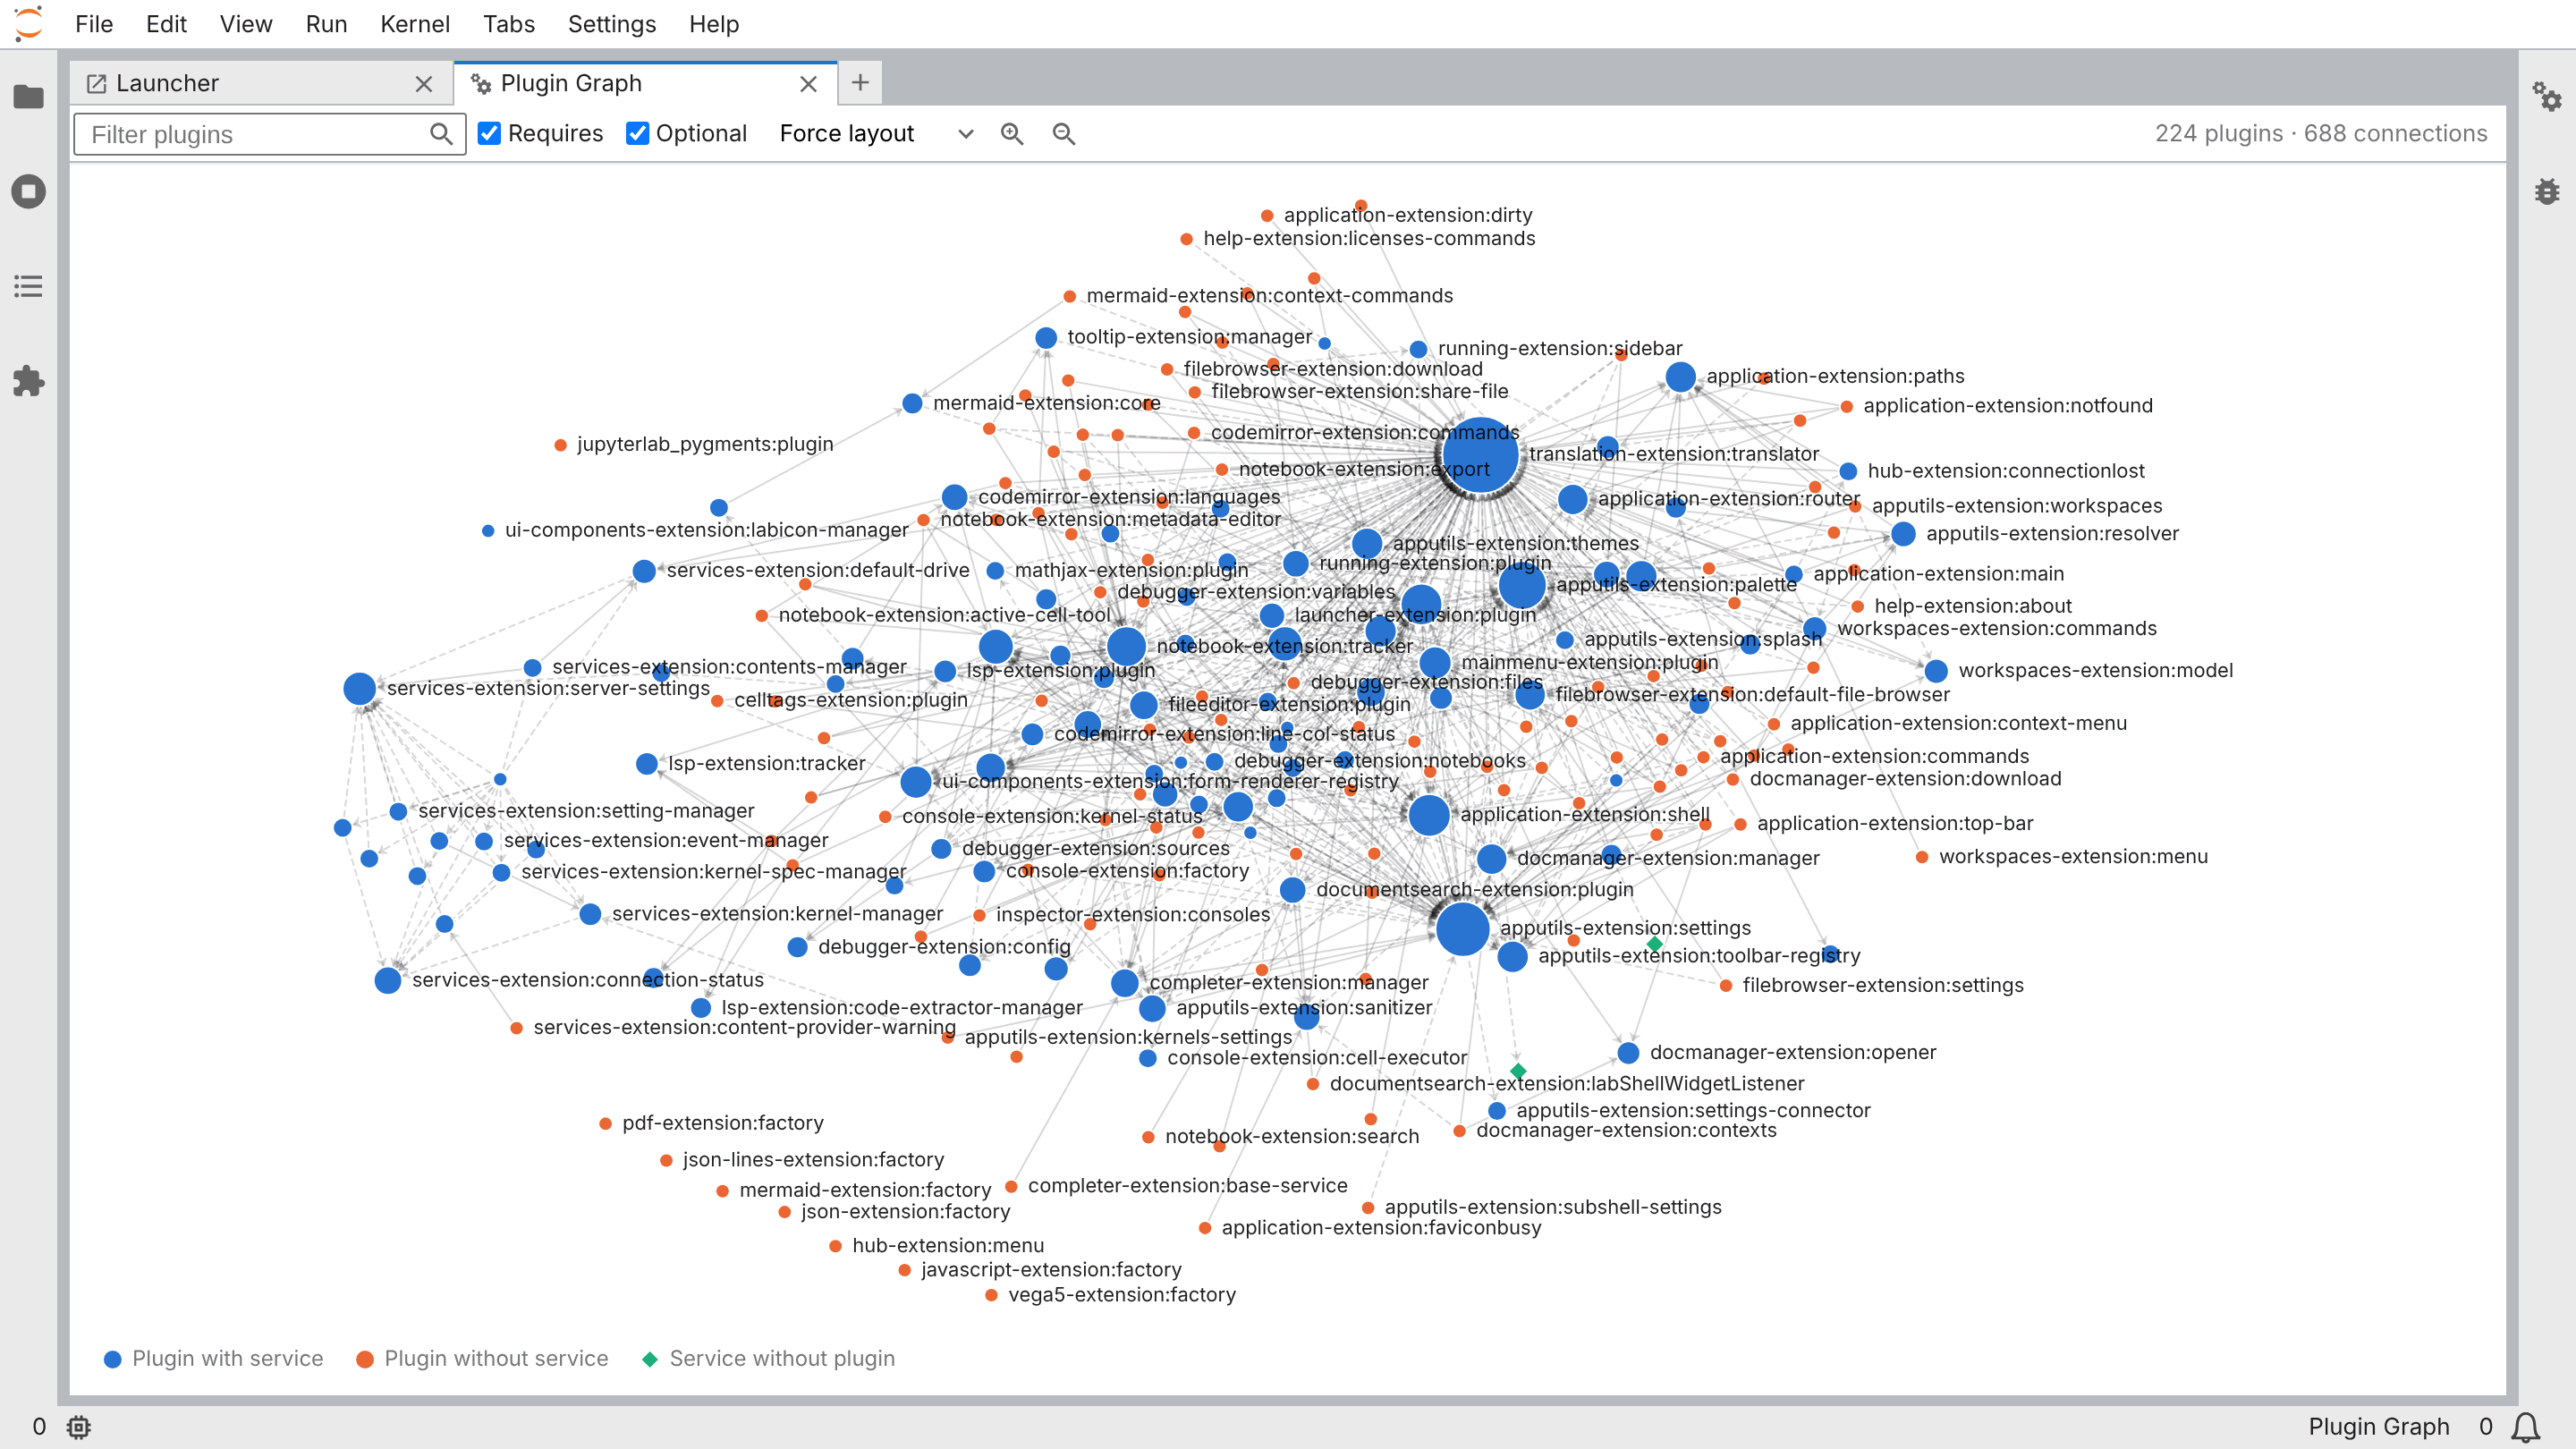 File Edit View Run Kernel Tabs Settings Help
Launcher
Plugin Graph
Filter plugins
Requires
Optional
Force layout
224 plugins · 688 connections
application-extension:dirty
help-extension:licenses-commands
mermaid-extension:context-commands
tooltip-extension:manager
running-extension:sidebar
filebrowser-extension:download
application-extension:paths
filebrowser-extension:share-file
mermaid-extension:core
application-extension:notfound
codemirror-extension:commands
jupyterlab_pygments:plugin
translation-extension:translator
notebook-extension:export
hub-extension:connectionlost
codemirror-extension:languages
application-extension:router
apputils-extension:workspaces
notebook-extension:metadata-editor
ui-components-extension:labicon-manager
apputils-extension:resolver
apputils-extension:themes
running-extension:plugin
services-extension:default-drive
mathjax-extension:plugin
application-extension:main
apputils-extension:palette
debugger-extension:variables
help-extension:about
notebook-extension:active-cell-tool
launcher-extension:plugin
workspaces-extension:commands
apputils-extension:splash
notebook-extension:tracker
mainmenu-extension:plugin
services-extension:contents-manager
lsp-extension:plugin
workspaces-extension:model
debugger-extension:files
services-extension:server-settings
filebrowser-extension:default-file-browser
celltags-extension:plugin
fileeditor-extension:plugin
application-extension:context-menu
codemirror-extension:line-col-status
application-extension:commands
lsp-extension:tracker
debugger-extension:notebooks
ui-components-extension:form-renderer-registry
docmanager-extension:download
services-extension:setting-manager
console-extension:kernel-status
application-extension:shell
application-extension:top-bar
services-extension:event-manager
debugger-extension:sources
docmanager-extension:manager
workspaces-extension:menu
services-extension:kernel-spec-manager
console-extension:factory
documentsearch-extension:plugin
services-extension:kernel-manager
inspector-extension:consoles
apputils-extension:settings
debugger-extension:config
apputils-extension:toolbar-registry
services-extension:connection-status
completer-extension:manager
filebrowser-extension:settings
lsp-extension:code-extractor-manager
apputils-extension:sanitizer
services-extension:content-provider-warning
apputils-extension:kernels-settings
docmanager-extension:opener
console-extension:cell-executor
documentsearch-extension:labShellWidgetListener
apputils-extension:settings-connector
pdf-extension:factory
docmanager-extension:contexts
notebook-extension:search
json-lines-extension:factory
completer-extension:base-service
mermaid-extension:factory
apputils-extension:subshell-settings
json-extension:factory
application-extension:faviconbusy
hub-extension:menu
javascript-extension:factory
vega5-extension:factory
Plugin with service
Plugin without service
Service without plugin
0
Plugin Graph
0